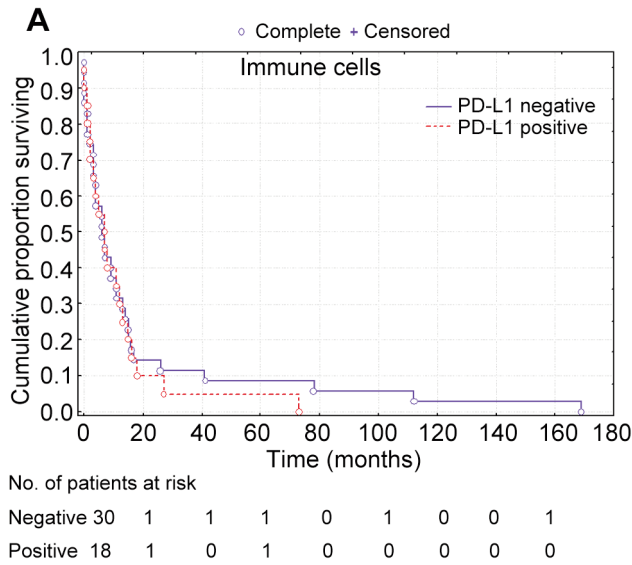 A
Complete + Censored
Immune cells
PD-L1 negative
PD-L1 positive
Cumulative proportion surviving
1.0
0.9
0.8
0.7
0.6
0.5
0.4
0.3
0.2
0.1
0.0
0 20 40 60 80 100 120 140 160 180
Time (months)
No. of patients at risk
Negative 30 1 1 1 0 1 0 0 1
Positive 18 1 0 1 0 0 0 0 0